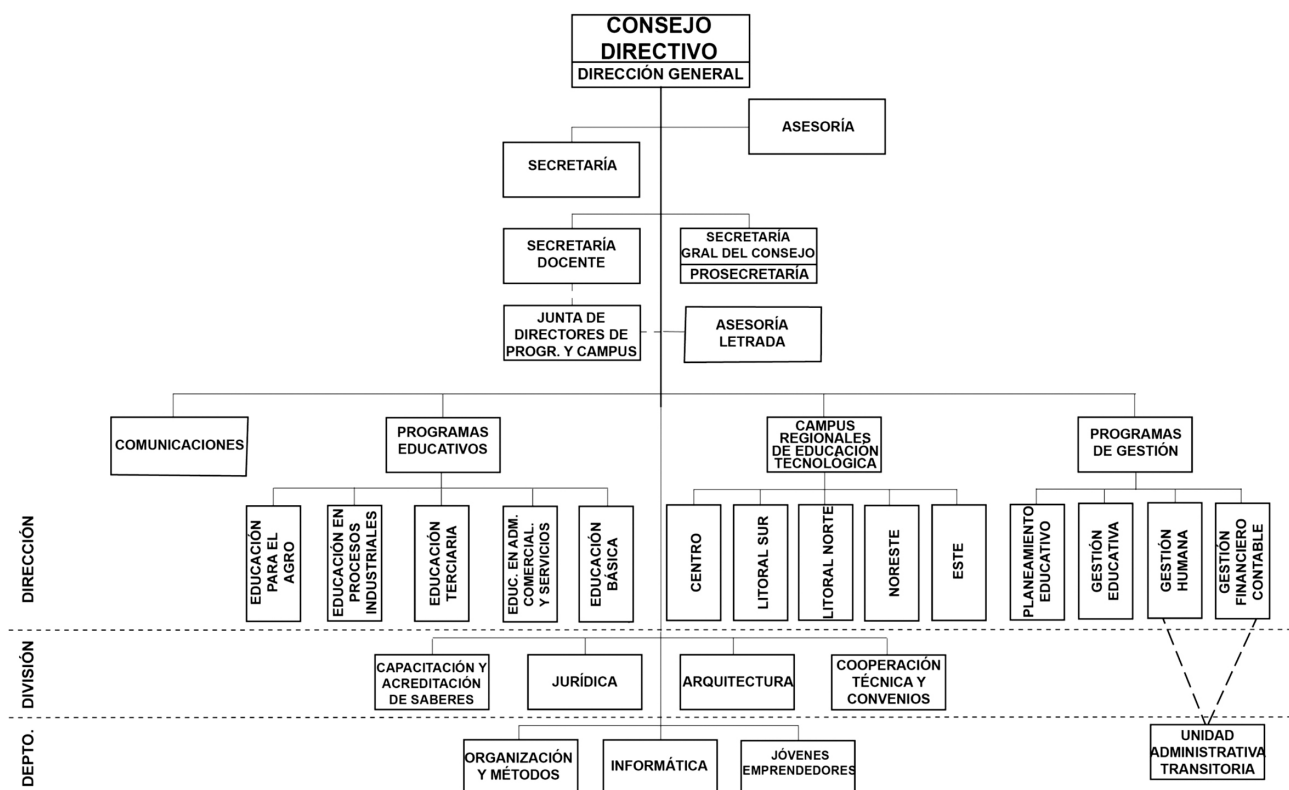 CONSEJO
DIRECTIVO
DIRECCIÓN GENERAL
ASESORÍA
SECRETARÍA
SECRETARÍA
DOCENTE
SECRETARÍA
GRAL DEL CONSEJO
PROSECRETARÍA
JUNTA DE
DIRECTORES DE
PROGR. Y CAMPUS
ASESORÍA
LETRADA
COMUNICACIONES
PROGRAMAS
EDUCATIVOS
CAMPUS
REGIONALES
DE EDUCACIÓN
TECNOLÓGICA
PROGRAMAS
DE GESTIÓN
DIRECCIÓN
EDUCACIÓN
PARA EL
AGRO
EDUCACIÓN EN
PROCESOS
INDUSTRIALES
EDUCACIÓN
TERCIARIA
EDUC. EN ADM.
COMERCIAL.
Y SERVICIOS
EDUCACIÓN
BÁSICA
CENTRO
LITORAL SUR
LITORAL NORTE
NORESTE
ESTE
PLANEAMIENTO
EDUCATIVO
GESTIÓN
EDUCATIVA
GESTIÓN
HUMANA
GESTIÓN
FINANCIERO
CONTABLE
DIVISIÓN
CAPACITACIÓN Y
ACREDITACIÓN
DE SABERES
JURÍDICA
ARQUITECTURA
COOPERACIÓN
TÉCNICA Y
CONVENIOS
DEPTO.
ORGANIZACIÓN
Y MÉTODOS
INFORMÁTICA
JÓVENES
EMPRENDEDORES
UNIDAD
ADMINISTRATIVA
TRANSITORIA